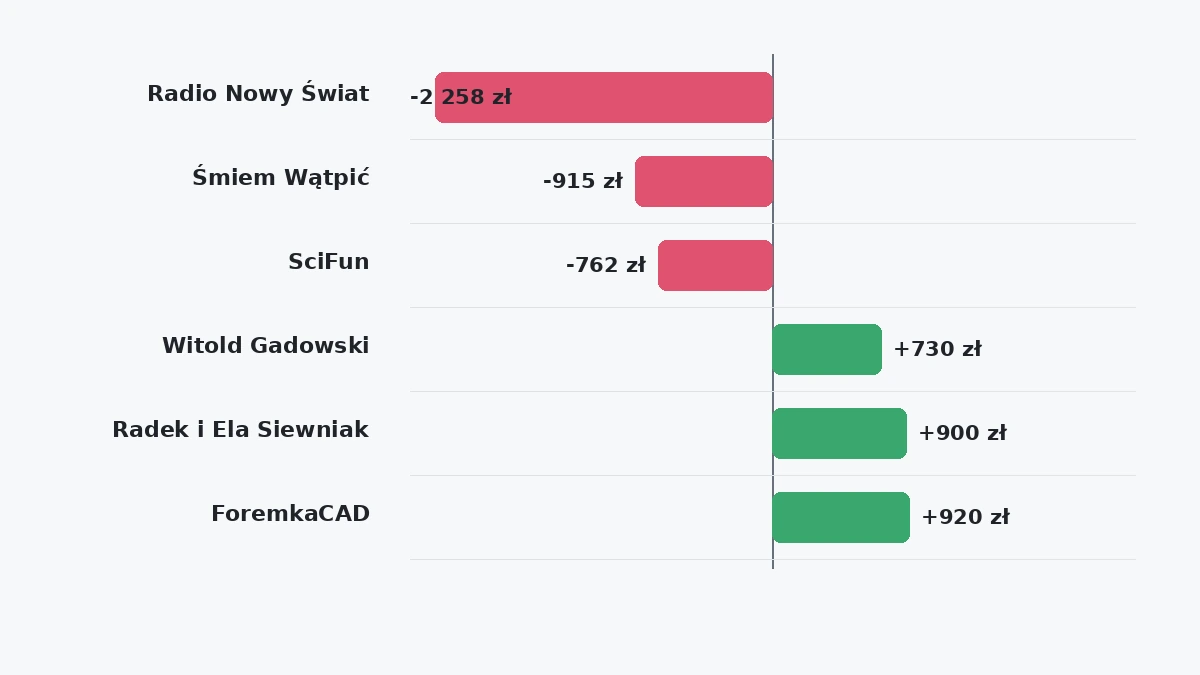 Radio Nowy Świat -2 258 zł
Śmiem Wątpić -915 zł
SciFun -762 zł
Witold Gadowski +730 zł
Radek i Ela Siewniak +900 zł
ForemkaCAD +920 zł